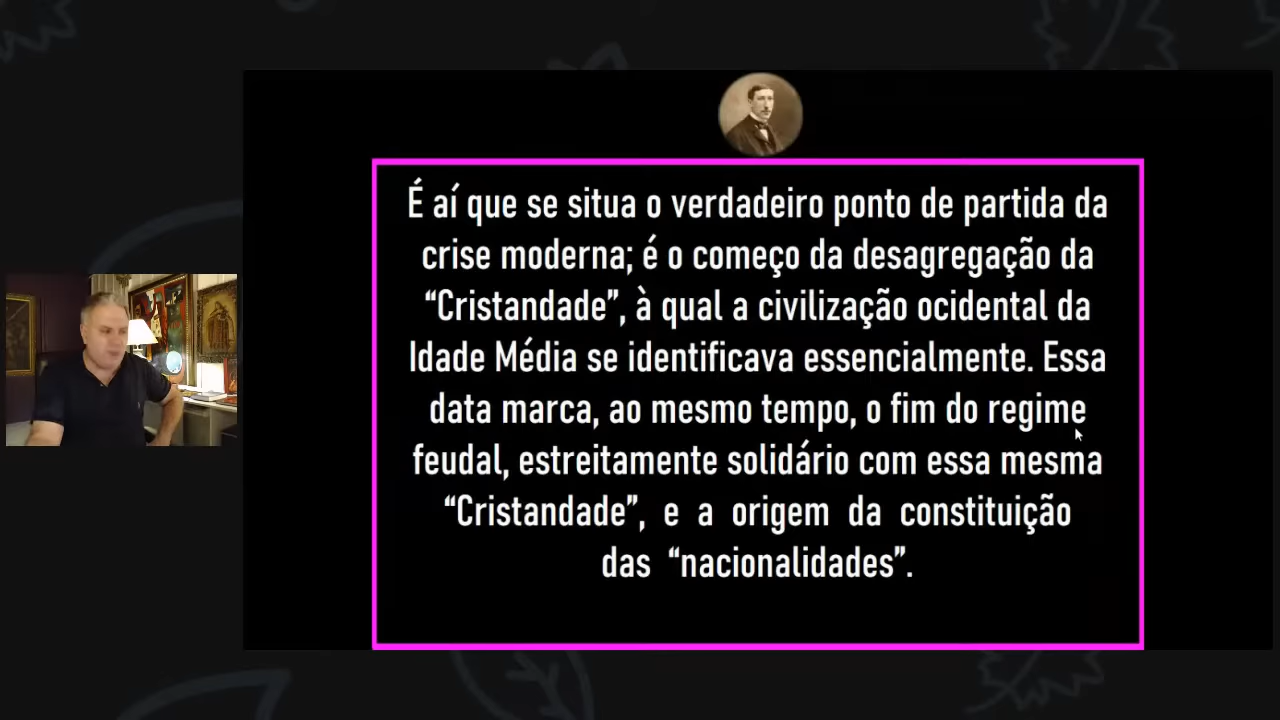 É aí que se situa o verdadeiro ponto de partida da
crise moderna; é o começo da desagregação da
“Cristandade”, à qual a civilização ocidental da
Idade Média se identificava essencialmente. Essa
data marca, ao mesmo tempo, o fim do regime
feudal, estreitamente solidário com essa mesma
“Cristandade”, e a origem da constituição
das “nacionalidades”.